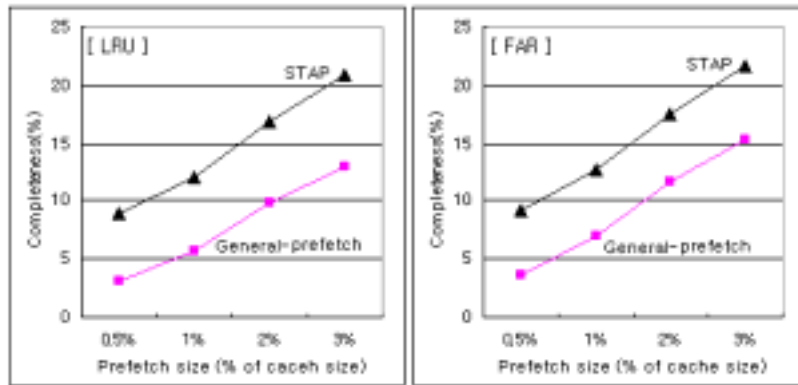 [ LRU ]
25
20
15
10
5
0
Completeness(%)
STAP
General-prefetch
0,5% 1% 2% 3%
Prefetch size (% of caceh size)
[ FAR ]
25
20
15
10
5
0
Completeness(%)
STAP
General-prefetch
0,5% 1% 2% 3%
Prefetch size (% of cache size)